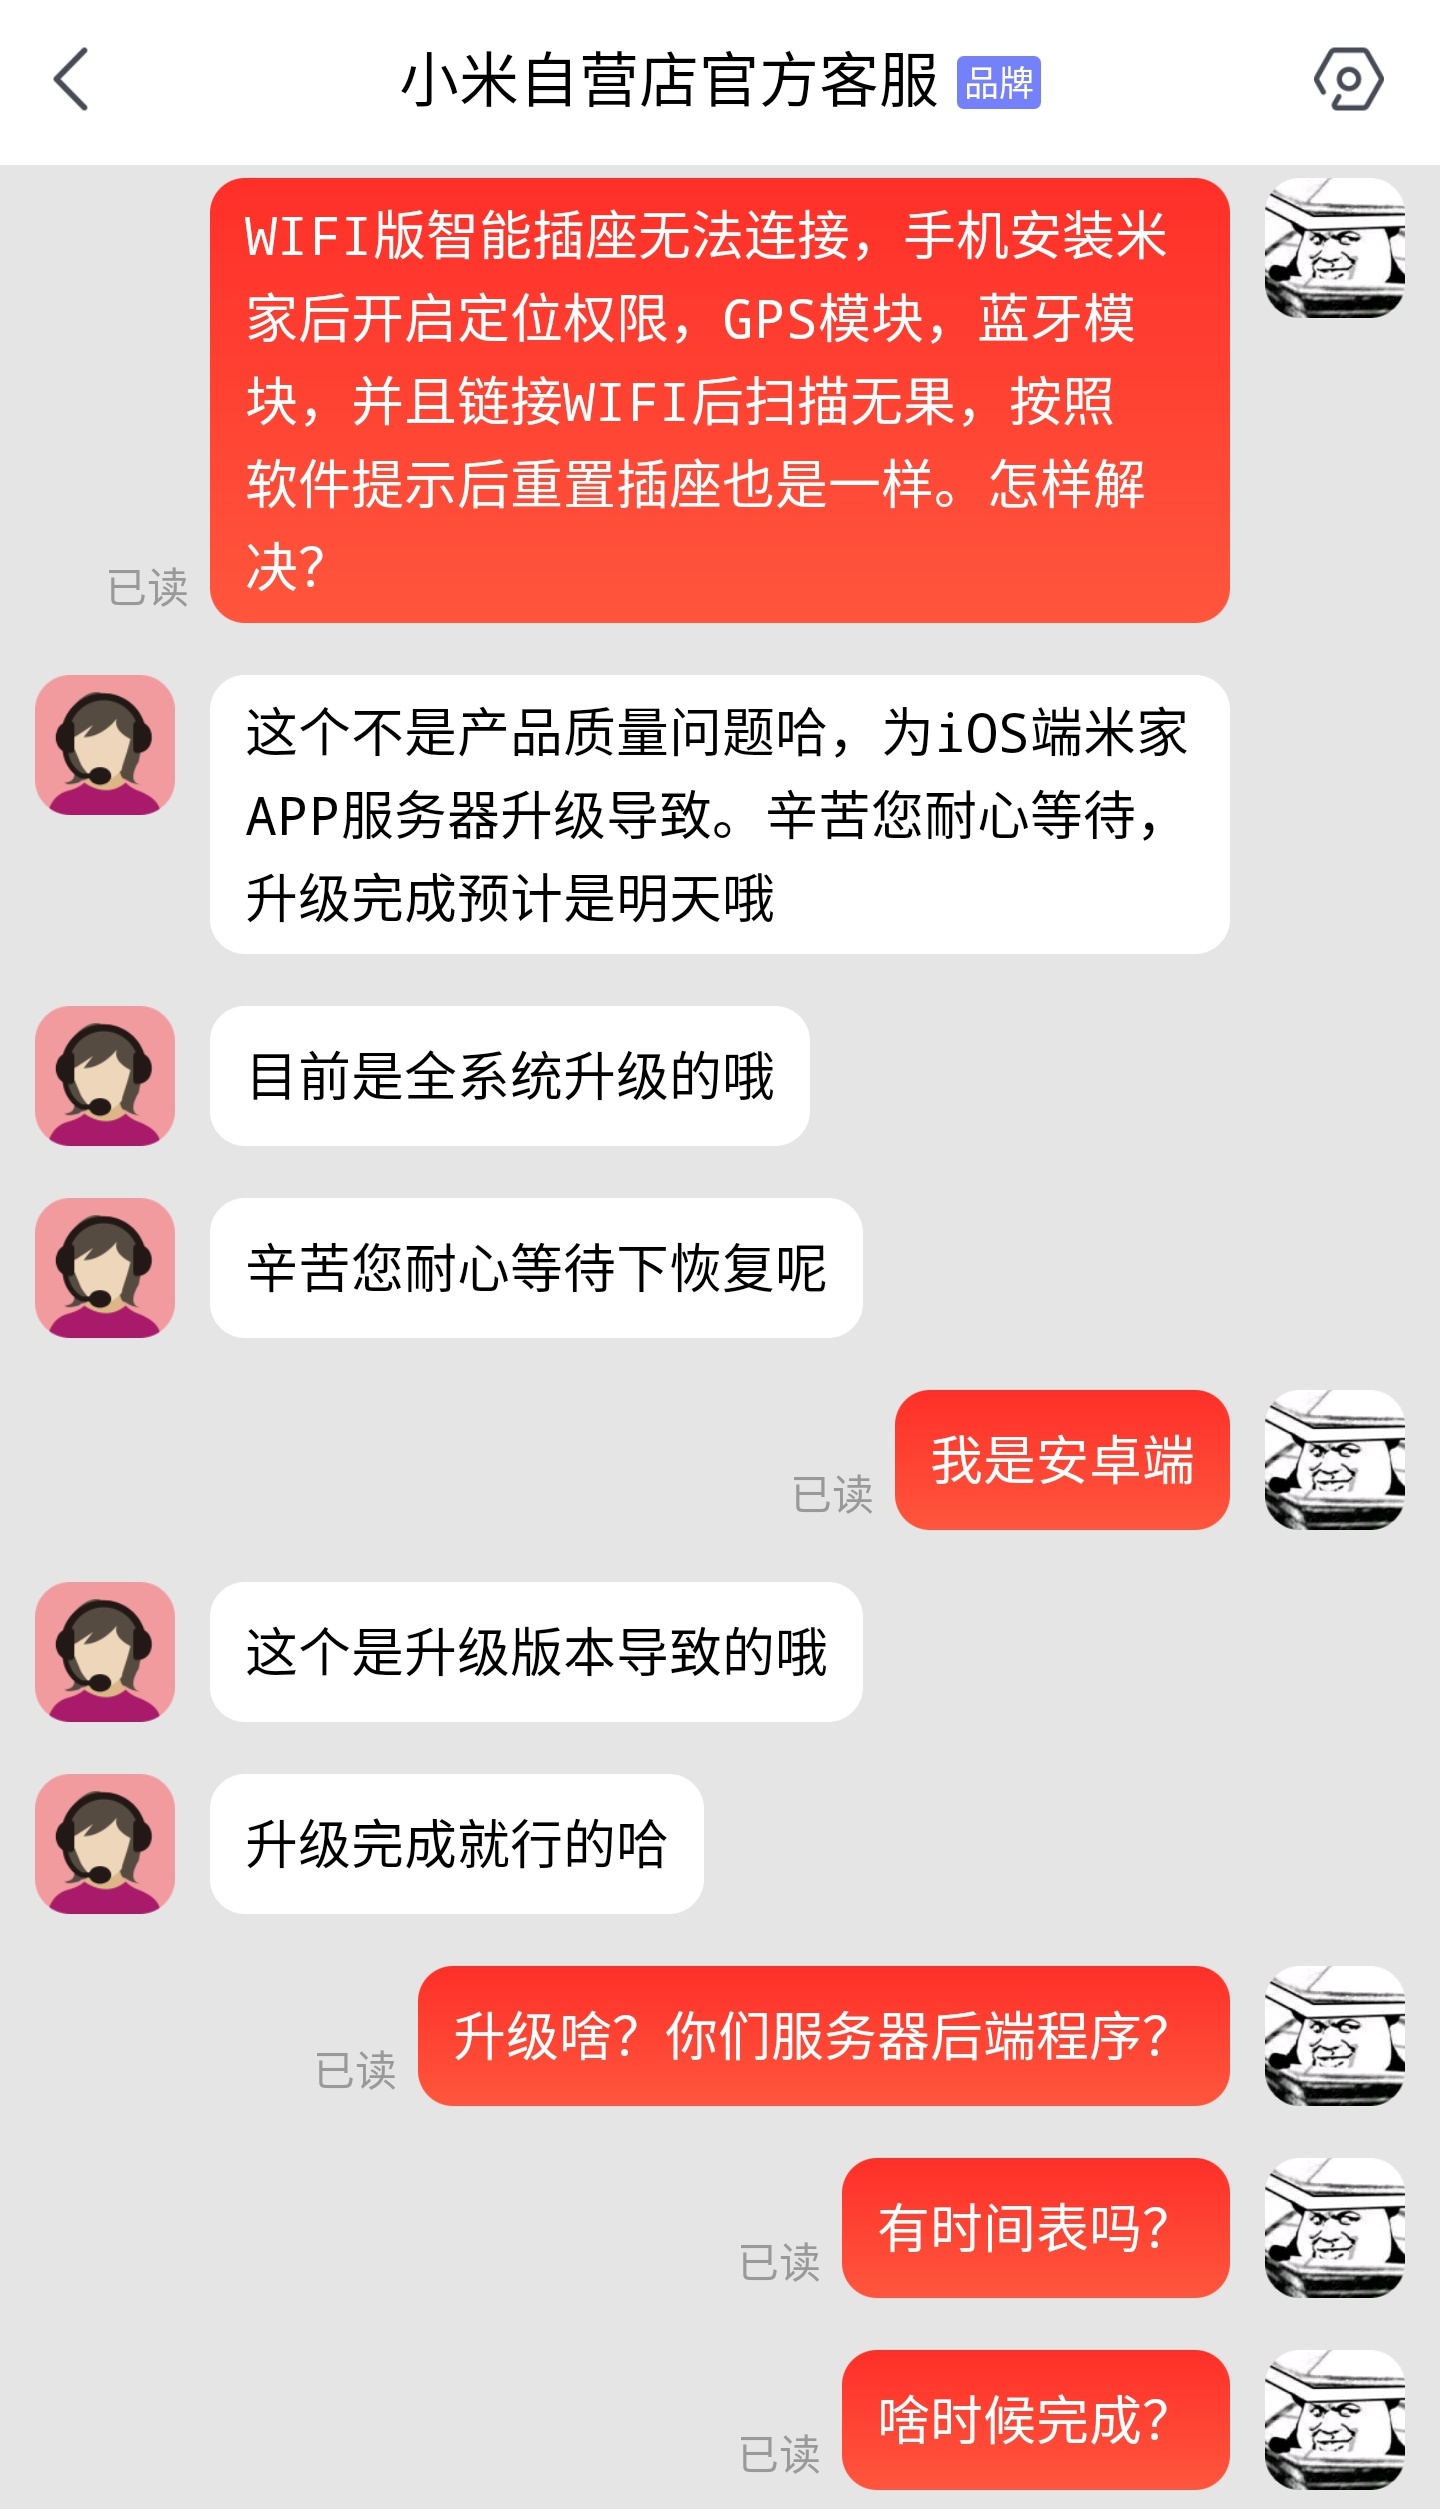 小米自营店官方客服 品牌
WIFI版智能插座无法连接，手机安装米
家后开启定位权限，GPS模块，蓝牙模
块，并且链接WIFI后扫描无果，按照
软件提示后重置插座也是一样。怎样解
决？
已读
这个不是产品质量问题哈，为iOS端米家
APP服务器升级导致。辛苦您耐心等待，
升级完成预计是明天哦
目前是全系统升级的哦
辛苦您耐心等待下恢复呢
我是安卓端
已读
这个是升级版本导致的哦
升级完成就行的哈
升级啥？你们服务器后端程序？
已读
有时间表吗？
已读
啥时候完成？
已读